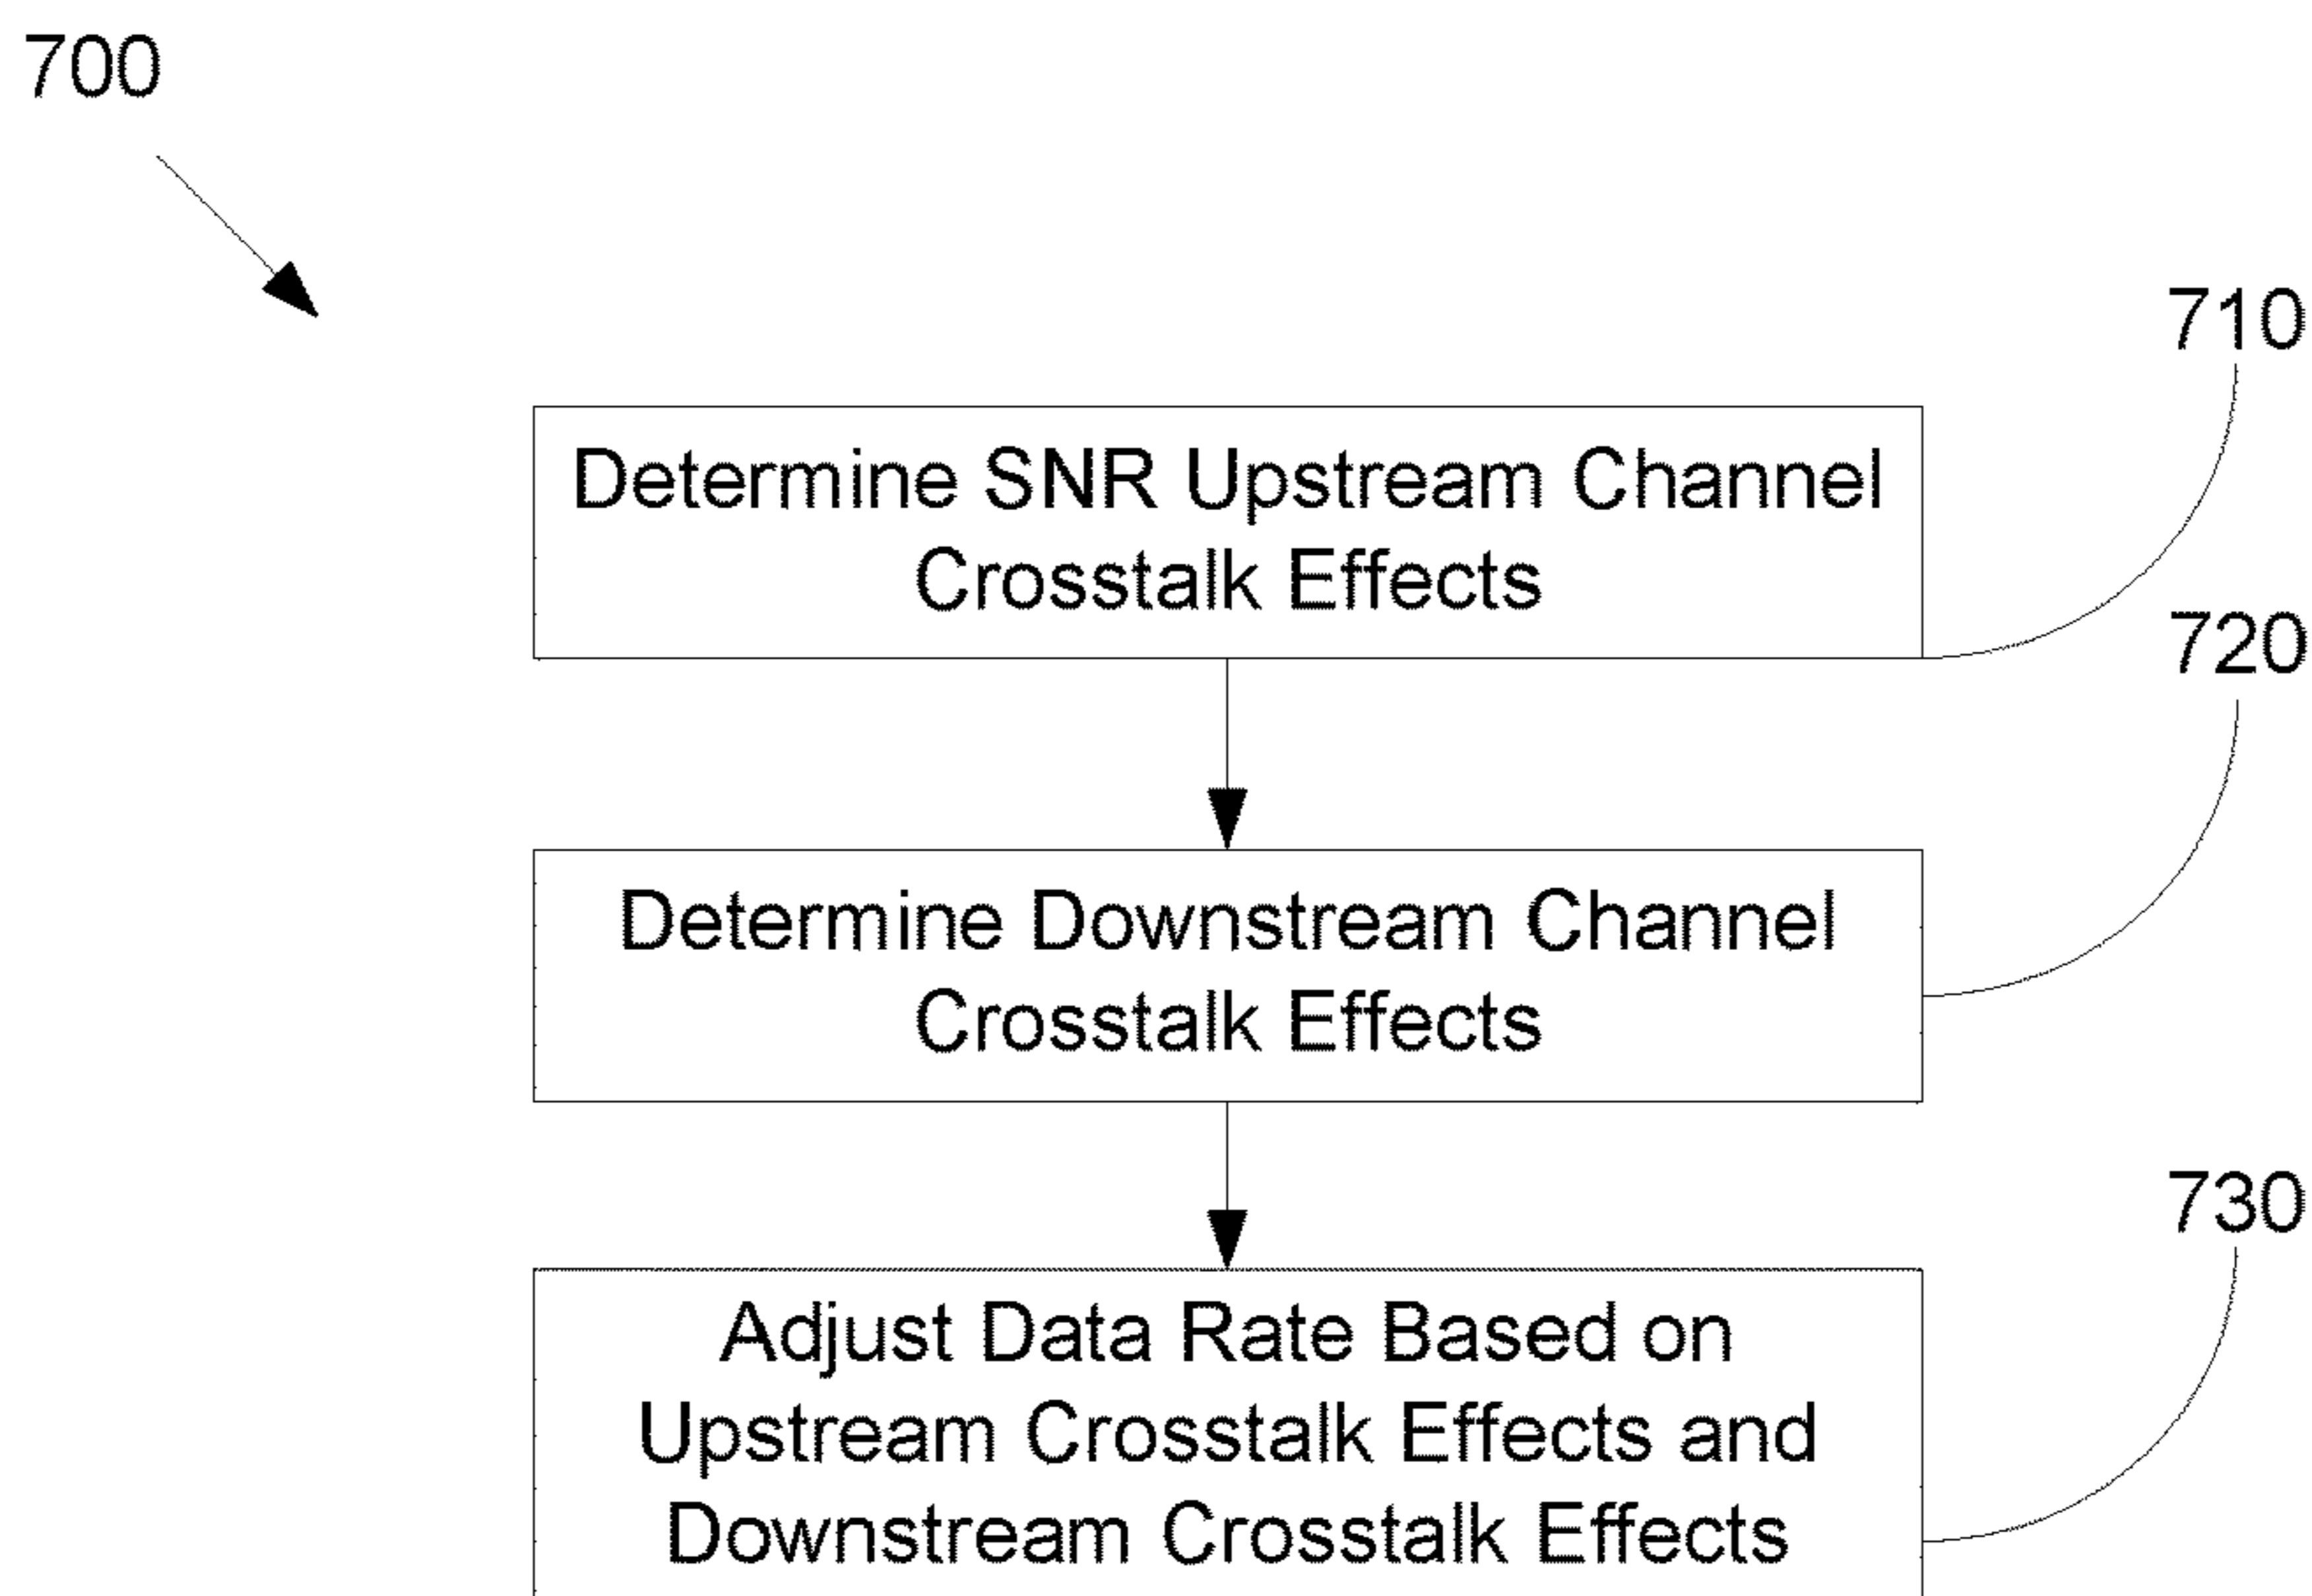 700
710
Determine SNR Upstream Channel
Crosstalk Effects
720
Determine Downstream Channel
Crosstalk Effects
730
Adjust Data Rate Based on
Upstream Crosstalk Effects and
Downstream Crosstalk Effects